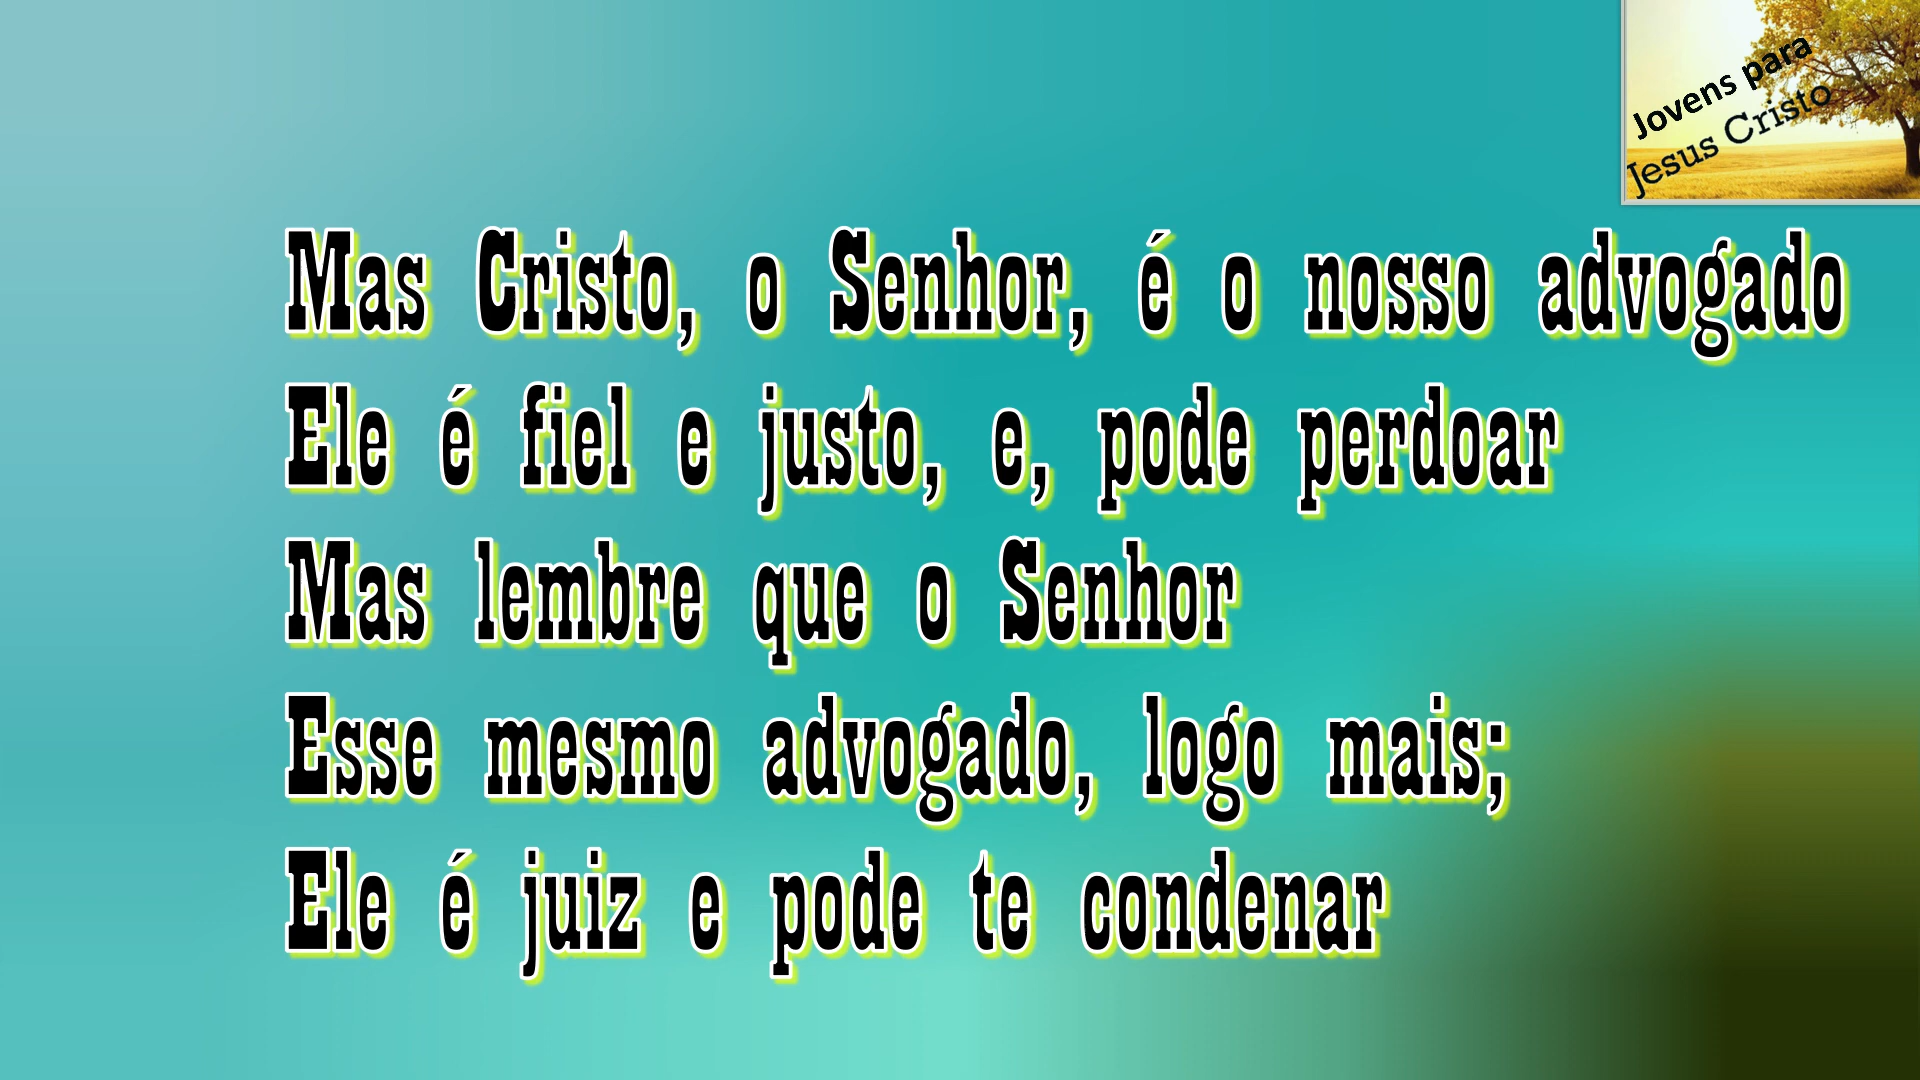 Jovens para
Jesus Cristo
Mas Cristo, o Senhor, é o nosso advogado
Ele é fiel e justo, e, pode perdoar
Mas lembre que o Senhor
Esse mesmo advogado, logo mais;
Ele é juiz e pode te condenar